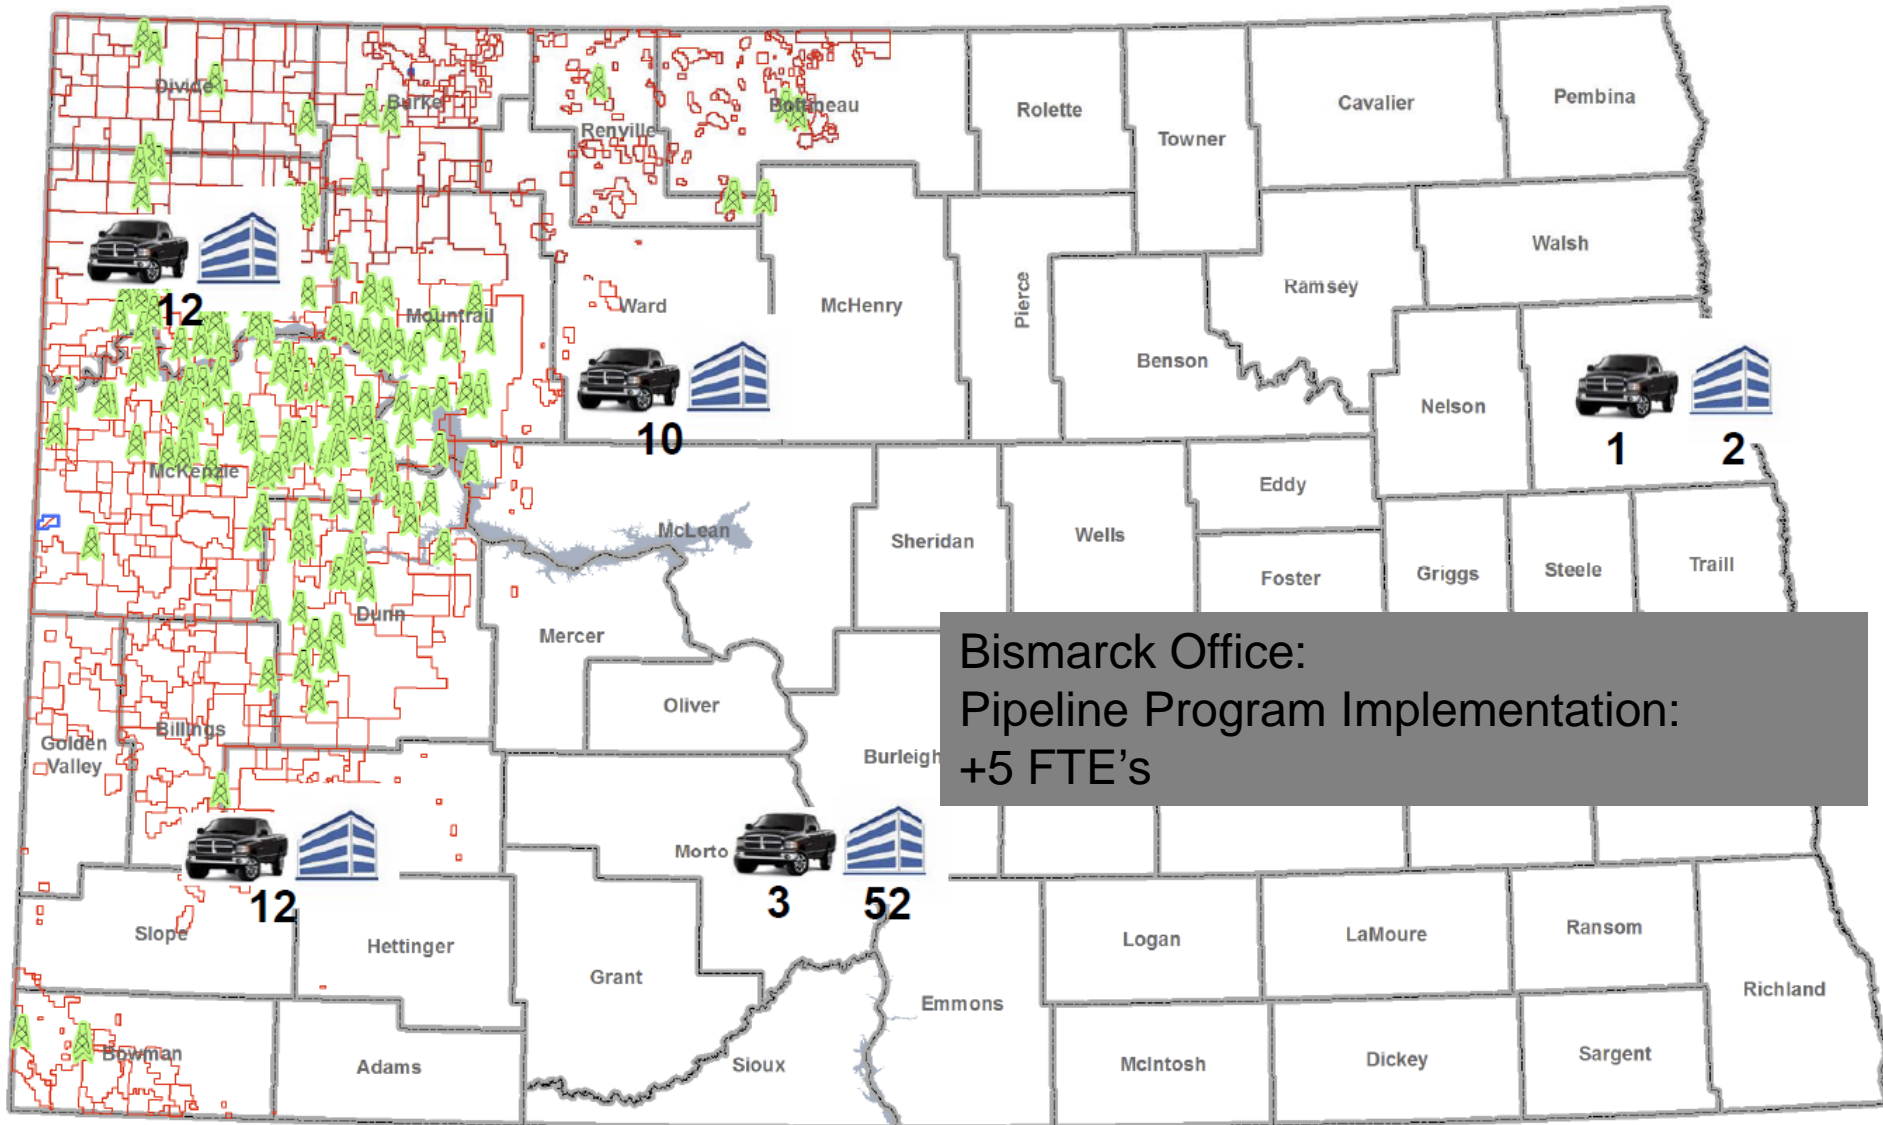 Divide
Burke
Renville
Bottineau
Rolette
Towner
Cavalier
Pembina
Walsh
Ramsey
Pierce
McHenry
Ward
Mountrail
12
10
Benson
Nelson
1
2
McKenzie
McLean
Sheridan
Wells
Eddy
Foster
Griggs
Steele
Traill
Dunn
Mercer
Oliver
Burleigh
Bismarck Office:
Pipeline Program Implementation:
+5 FTE’s
Golden
Valley
Billings
12
Morto
3
52
Slope
Hettinger
Grant
Logan
LaMoure
Ransom
Richland
Emmons
Bowman
Adams
Sioux
McIntosh
Dickey
Sargent